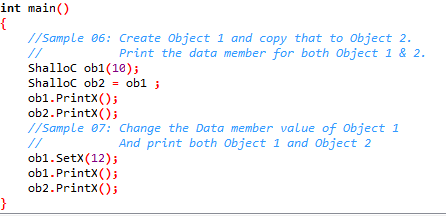 int main()
{
//Sample 06: Create Object 1 and copy that to Object 2.
// Print the data member for both Object 1 & 2.
ShalloC ob1(10);
ShalloC ob2 = ob1 ;
ob1.PrintX();
ob2.PrintX();
//Sample 07: Change the Data member value of Object 1
// And print both Object 1 and Object 2
ob1.SetX(12);
ob1.PrintX();
ob2.PrintX();
}